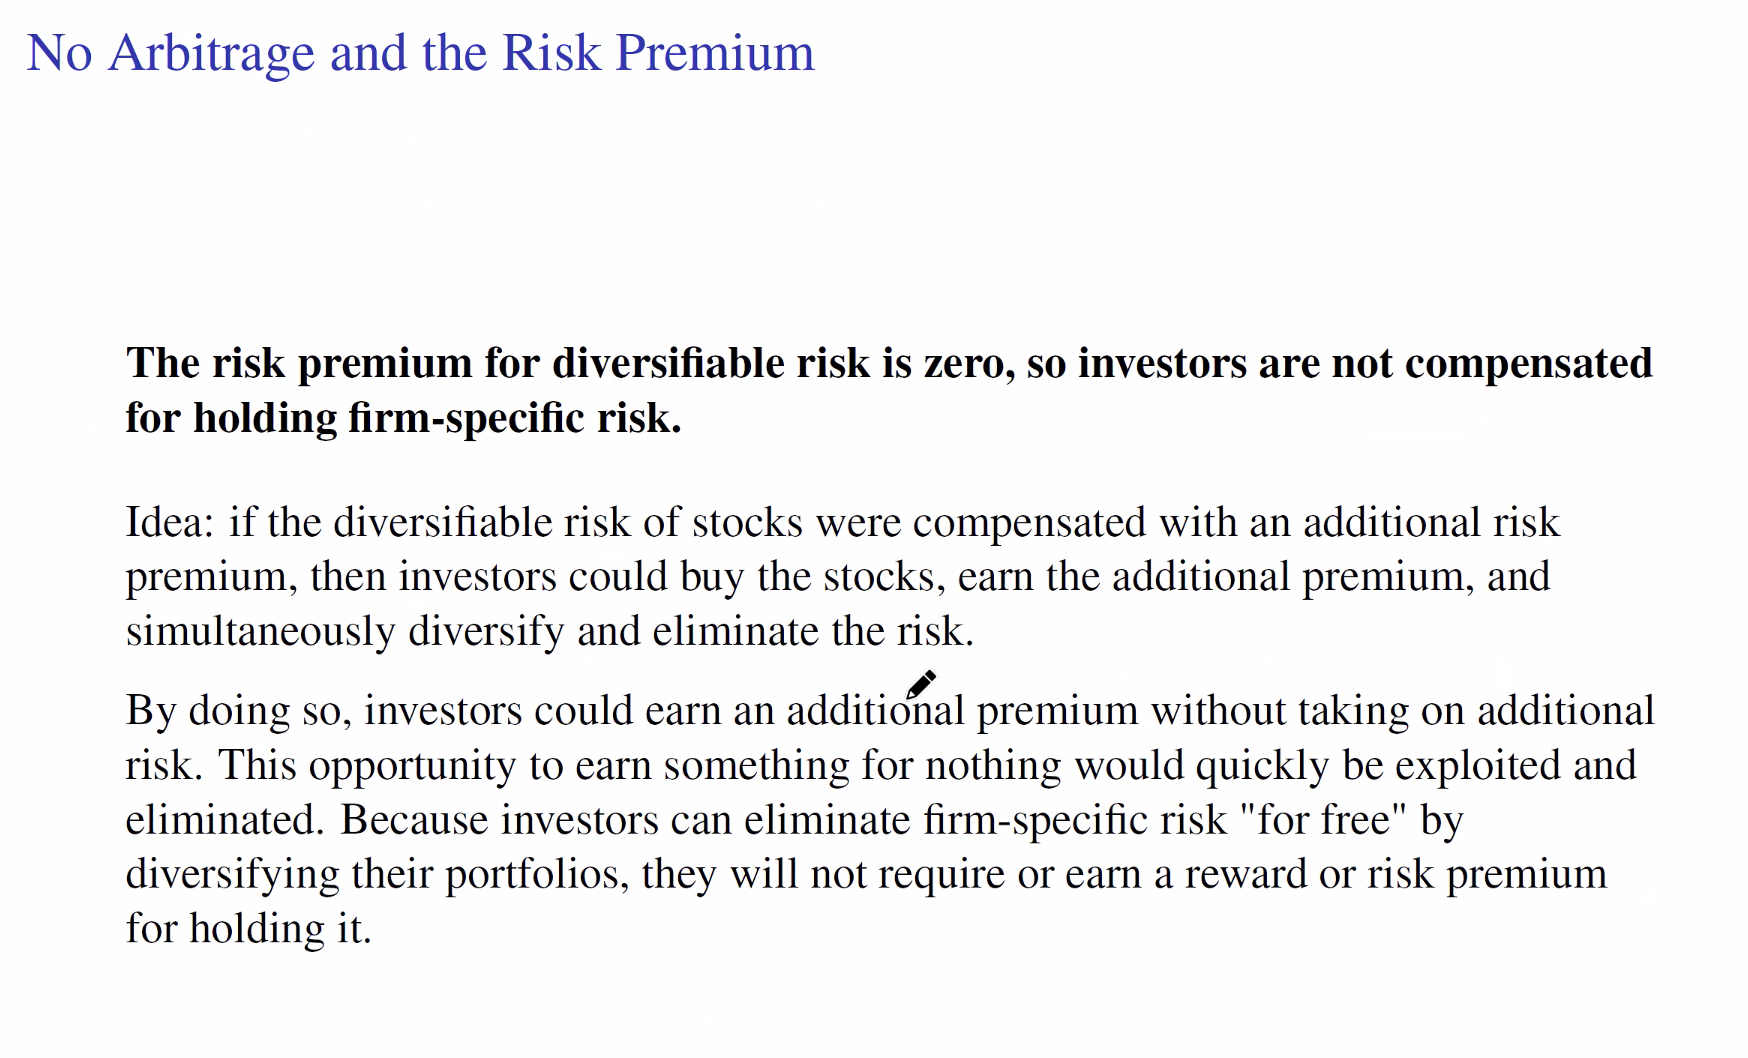 No Arbitrage and the Risk Premium
The risk premium for diversifiable risk is zero, so investors are not compensated
for holding firm-specific risk.
Idea: if the diversifiable risk of stocks were compensated with an additional risk
premium, then investors could buy the stocks, earn the additional premium, and
simultaneously diversify and eliminate the risk.
By doing so, investors could earn an additional premium without taking on additional
risk. This opportunity to earn something for nothing would quickly be exploited and
eliminated. Because investors can eliminate firm-specific risk "for free" by
diversifying their portfolios, they will not require or earn a reward or risk premium
for holding it.